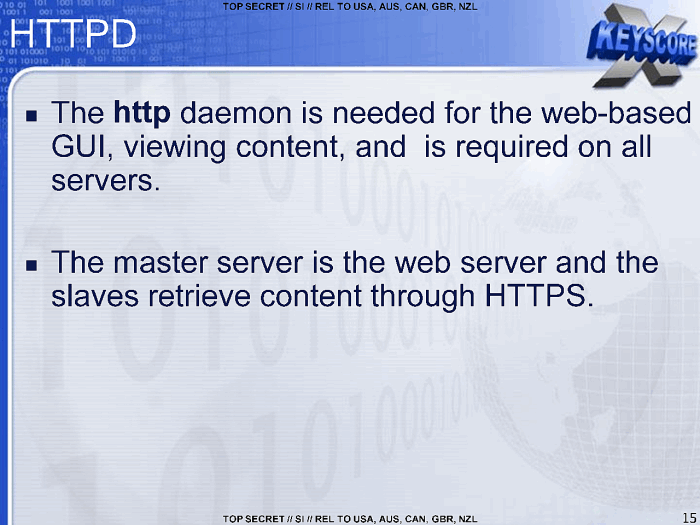 TOP SECRET // SI // REL TO USA, AUS, CAN, GBR, NZL
HTTPD
X
KEYSCORE
The http daemon is needed for the web-based
GUI, viewing content, and  is required on all
servers.
The master server is the web server and the
slaves retrieve content through HTTPS.
TOP SECRET // SI // REL TO USA, AUS, CAN, GBR, NZL
15